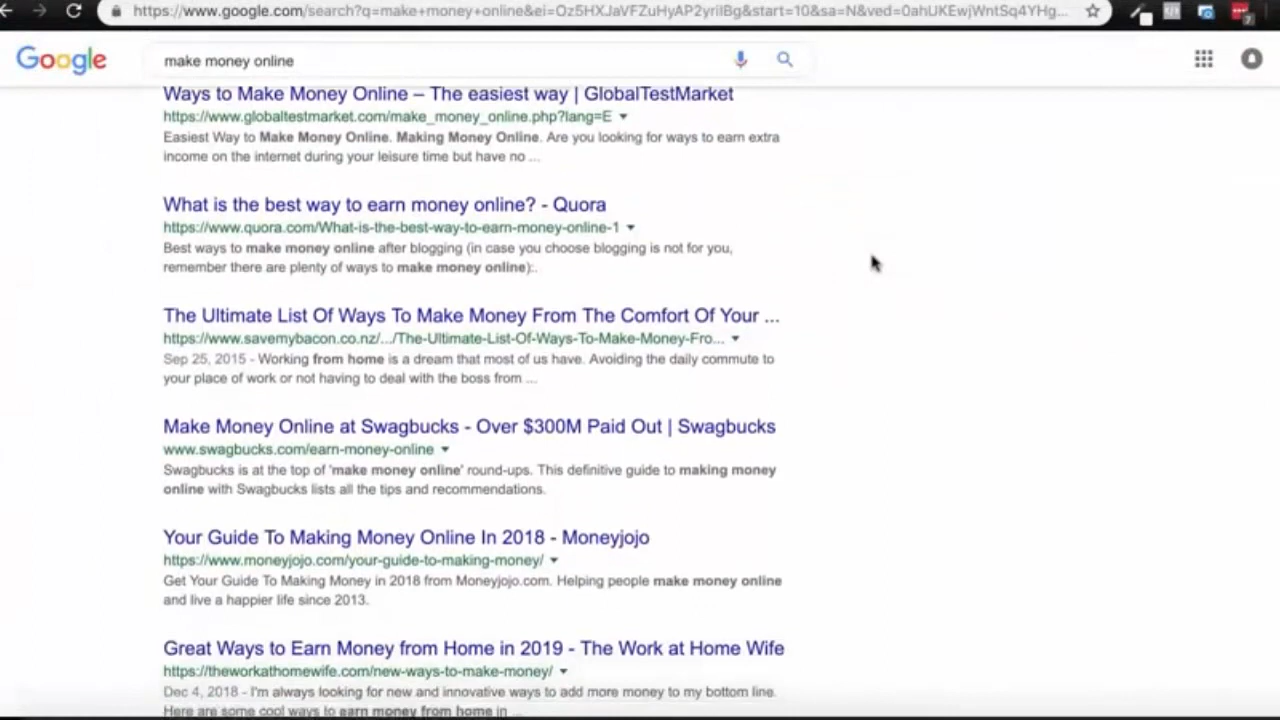 https://www.google.com/search?q=make+money+online&ei=Oz5HXJaVFZuHyAP2yriIBg&start=10&sa=N&ved=0ahUKEwjWntSq4YHg...
Google
make money online
Ways to Make Money Online – The easiest way | GlobalTestMarket
https://www.globaltestmarket.com/make_money_online.php?lang=E
Easiest Way to Make Money Online. Making Money Online. Are you looking for ways to earn extra
income on the internet during your leisure time but have no ...
What is the best way to earn money online? - Quora
https://www.quora.com/What-is-the-best-way-to-earn-money-online-1
Best ways to make money online after blogging (in case you choose blogging is not for you,
remember there are plenty of ways to make money online):.
The Ultimate List Of Ways To Make Money From The Comfort Of Your ...
https://www.savemybacon.co.nz/.../The-Ultimate-List-Of-Ways-To-Make-Money-Fro...
Sep 25, 2015 - Working from home is a dream that most of us have. Avoiding the daily commute to
your place of work or not having to deal with the boss from ...
Make Money Online at Swagbucks - Over $300M Paid Out | Swagbucks
www.swagbucks.com/earn-money-online
Swagbucks is at the top of 'make money online' round-ups. This definitive guide to making money
online with Swagbucks lists all the tips and recommendations.
Your Guide To Making Money Online In 2018 - Moneyjojo
https://www.moneyjojo.com/your-guide-to-making-money/
Get Your Guide To Making Money in 2018 from Moneyjojo.com. Helping people make money online
and live a happier life since 2013.
Great Ways to Earn Money from Home in 2019 - The Work at Home Wife
https://theworkathomewife.com/new-ways-to-make-money/
Dec 4, 2018 - I'm always looking for new and innovative ways to add more money to my bottom line.
Here are some cool ways to earn money from home in ...